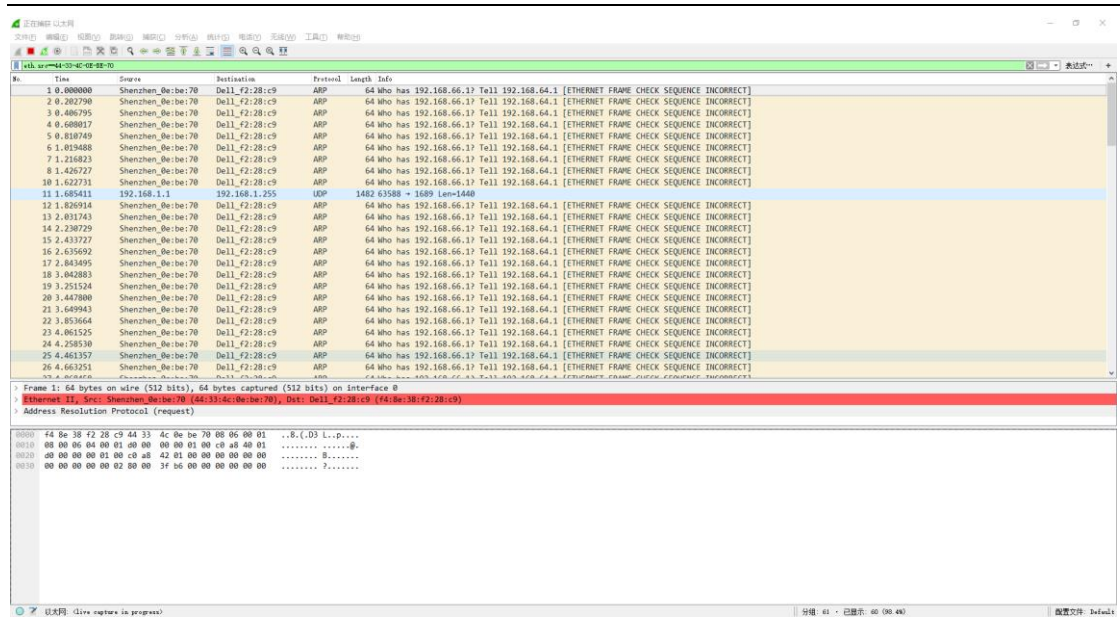 正在捕获 以太网
文件(F) 编辑(E) 视图(V) 跳转(G) 捕获(C) 分析(A) 统计(S) 电话(Y) 无线(W) 工具(T) 帮助(H)
eth.src==44-33-4C-0E-BE-70 表达式… +
No. Time Source Destination Protocol Length Info
1 0.000000 Shenzhen_0e:be:70 Dell_f2:28:c9 ARP 64 Who has 192.168.66.1? Tell 192.168.64.1 [ETHERNET FRAME CHECK SEQUENCE INCORRECT]
2 0.202790 Shenzhen_0e:be:70 Dell_f2:28:c9 ARP 64 Who has 192.168.66.1? Tell 192.168.64.1 [ETHERNET FRAME CHECK SEQUENCE INCORRECT]
3 0.406795 Shenzhen_0e:be:70 Dell_f2:28:c9 ARP 64 Who has 192.168.66.1? Tell 192.168.64.1 [ETHERNET FRAME CHECK SEQUENCE INCORRECT]
4 0.608017 Shenzhen_0e:be:70 Dell_f2:28:c9 ARP 64 Who has 192.168.66.1? Tell 192.168.64.1 [ETHERNET FRAME CHECK SEQUENCE INCORRECT]
5 0.810749 Shenzhen_0e:be:70 Dell_f2:28:c9 ARP 64 Who has 192.168.66.1? Tell 192.168.64.1 [ETHERNET FRAME CHECK SEQUENCE INCORRECT]
6 1.019488 Shenzhen_0e:be:70 Dell_f2:28:c9 ARP 64 Who has 192.168.66.1? Tell 192.168.64.1 [ETHERNET FRAME CHECK SEQUENCE INCORRECT]
7 1.216823 Shenzhen_0e:be:70 Dell_f2:28:c9 ARP 64 Who has 192.168.66.1? Tell 192.168.64.1 [ETHERNET FRAME CHECK SEQUENCE INCORRECT]
8 1.426727 Shenzhen_0e:be:70 Dell_f2:28:c9 ARP 64 Who has 192.168.66.1? Tell 192.168.64.1 [ETHERNET FRAME CHECK SEQUENCE INCORRECT]
10 1.622731 Shenzhen_0e:be:70 Dell_f2:28:c9 ARP 64 Who has 192.168.66.1? Tell 192.168.64.1 [ETHERNET FRAME CHECK SEQUENCE INCORRECT]
11 1.685411 192.168.1.1 192.168.1.255 UDP 1482 63588 → 1689 Len=1440
12 1.826914 Shenzhen_0e:be:70 Dell_f2:28:c9 ARP 64 Who has 192.168.66.1? Tell 192.168.64.1 [ETHERNET FRAME CHECK SEQUENCE INCORRECT]
13 2.031743 Shenzhen_0e:be:70 Dell_f2:28:c9 ARP 64 Who has 192.168.66.1? Tell 192.168.64.1 [ETHERNET FRAME CHECK SEQUENCE INCORRECT]
14 2.230729 Shenzhen_0e:be:70 Dell_f2:28:c9 ARP 64 Who has 192.168.66.1? Tell 192.168.64.1 [ETHERNET FRAME CHECK SEQUENCE INCORRECT]
15 2.433727 Shenzhen_0e:be:70 Dell_f2:28:c9 ARP 64 Who has 192.168.66.1? Tell 192.168.64.1 [ETHERNET FRAME CHECK SEQUENCE INCORRECT]
16 2.635692 Shenzhen_0e:be:70 Dell_f2:28:c9 ARP 64 Who has 192.168.66.1? Tell 192.168.64.1 [ETHERNET FRAME CHECK SEQUENCE INCORRECT]
17 2.843495 Shenzhen_0e:be:70 Dell_f2:28:c9 ARP 64 Who has 192.168.66.1? Tell 192.168.64.1 [ETHERNET FRAME CHECK SEQUENCE INCORRECT]
18 3.042883 Shenzhen_0e:be:70 Dell_f2:28:c9 ARP 64 Who has 192.168.66.1? Tell 192.168.64.1 [ETHERNET FRAME CHECK SEQUENCE INCORRECT]
19 3.251524 Shenzhen_0e:be:70 Dell_f2:28:c9 ARP 64 Who has 192.168.66.1? Tell 192.168.64.1 [ETHERNET FRAME CHECK SEQUENCE INCORRECT]
20 3.447800 Shenzhen_0e:be:70 Dell_f2:28:c9 ARP 64 Who has 192.168.66.1? Tell 192.168.64.1 [ETHERNET FRAME CHECK SEQUENCE INCORRECT]
21 3.649943 Shenzhen_0e:be:70 Dell_f2:28:c9 ARP 64 Who has 192.168.66.1? Tell 192.168.64.1 [ETHERNET FRAME CHECK SEQUENCE INCORRECT]
22 3.853664 Shenzhen_0e:be:70 Dell_f2:28:c9 ARP 64 Who has 192.168.66.1? Tell 192.168.64.1 [ETHERNET FRAME CHECK SEQUENCE INCORRECT]
23 4.061525 Shenzhen_0e:be:70 Dell_f2:28:c9 ARP 64 Who has 192.168.66.1? Tell 192.168.64.1 [ETHERNET FRAME CHECK SEQUENCE INCORRECT]
24 4.258530 Shenzhen_0e:be:70 Dell_f2:28:c9 ARP 64 Who has 192.168.66.1? Tell 192.168.64.1 [ETHERNET FRAME CHECK SEQUENCE INCORRECT]
25 4.461357 Shenzhen_0e:be:70 Dell_f2:28:c9 ARP 64 Who has 192.168.66.1? Tell 192.168.64.1 [ETHERNET FRAME CHECK SEQUENCE INCORRECT]
26 4.663251 Shenzhen_0e:be:70 Dell_f2:28:c9 ARP 64 Who has 192.168.66.1? Tell 192.168.64.1 [ETHERNET FRAME CHECK SEQUENCE INCORRECT]
> Frame 1: 64 bytes on wire (512 bits), 64 bytes captured (512 bits) on interface 0
> Ethernet II, Src: Shenzhen_0e:be:70 (44:33:4c:0e:be:70), Dst: Dell_f2:28:c9 (f4:8e:38:f2:28:c9)
> Address Resolution Protocol (request)
0000 f4 8e 38 f2 28 c9 44 33 4c 0e be 70 08 06 00 01 ..8.(.D3 L..p....
0010 08 00 06 04 00 01 d0 00 00 00 01 00 c0 a8 40 01 ........ ......@.
0020 d0 00 00 00 01 00 c0 a8 42 01 00 00 00 00 00 00 ........ B.......
0030 00 00 00 00 00 02 80 00 3f b6 00 00 00 00 00 00 ........ ?.......
以太网: <live capture in progress> 分组: 61 · 已显示: 60 (98.4%) 配置文件: Default